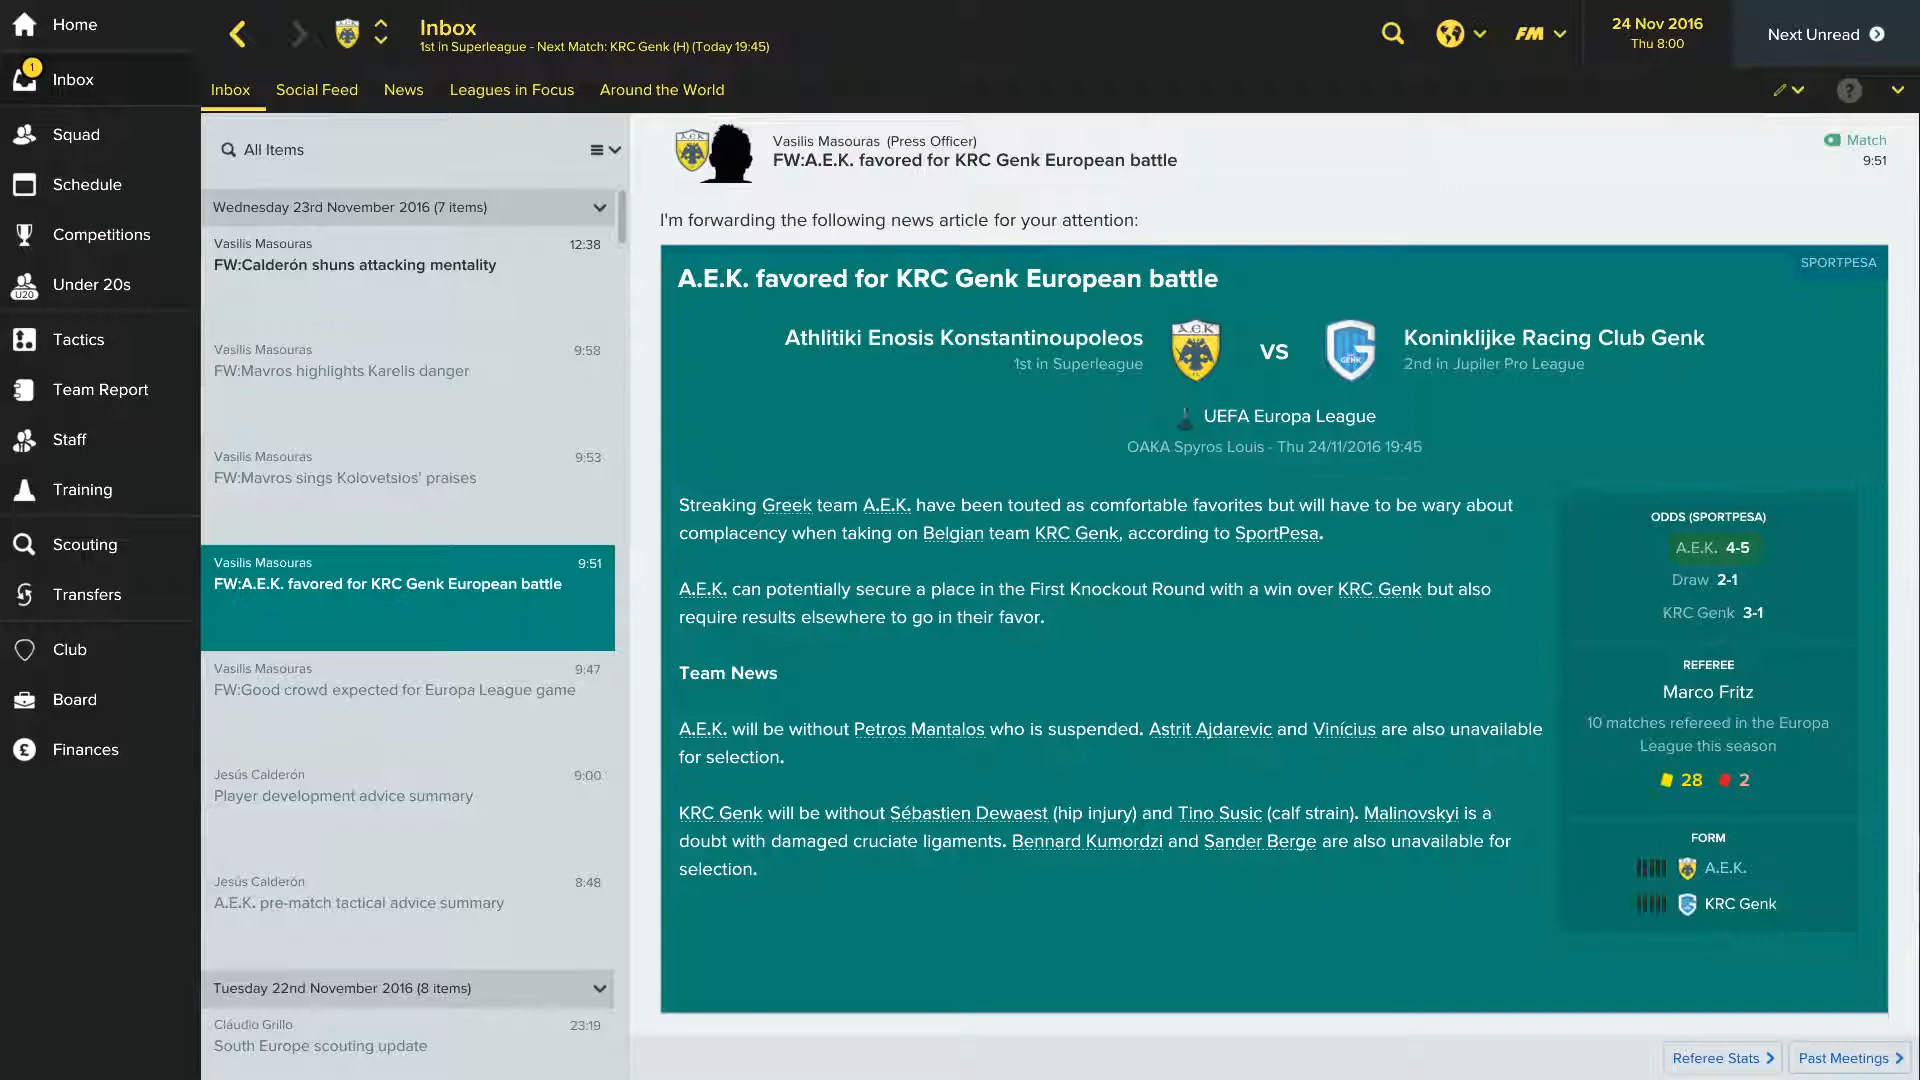 Home
Inbox
1
Squad
Schedule
Competitions
Under 20s
U20
Tactics
Team Report
Staff
Training
Scouting
Transfers
Club
Board
Finances
Inbox
1st in Superleague - Next Match: KRC Genk (H) (Today 19:45)
FM
24 Nov 2016
Thu 8:00
Next Unread
Inbox Social Feed News Leagues in Focus Around the World
?
All Items
Wednesday 23rd November 2016 (7 items)
Vasilis Masouras 12:38
FW:Calderón shuns attacking mentality
Vasilis Masouras 9:58
FW:Mavros highlights Karelis danger
Vasilis Masouras 9:53
FW:Mavros sings Kolovetsios' praises
Vasilis Masouras 9:51
FW:A.E.K. favored for KRC Genk European battle
Vasilis Masouras 9:47
FW:Good crowd expected for Europa League game
Jesús Calderón 9:00
Player development advice summary
Jesús Calderón 8:48
A.E.K. pre-match tactical advice summary
Tuesday 22nd November 2016 (8 items)
Cláudio Grillo 23:19
South Europe scouting update
Vasilis Masouras (Press Officer)
FW:A.E.K. favored for KRC Genk European battle
Match
9:51
I'm forwarding the following news article for your attention:
A.E.K. favored for KRC Genk European battle
SPORTPESA
Athlitiki Enosis Konstantinoupoleos
1st in Superleague
A.E.K
VS
GENK
Koninklijke Racing Club Genk
2nd in Jupiler Pro League
UEFA Europa League
OAKA Spyros Louis - Thu 24/11/2016 19:45
Streaking Greek team A.E.K. have been touted as comfortable favorites but will have to be wary about
complacency when taking on Belgian team KRC Genk, according to SportPesa.
A.E.K. can potentially secure a place in the First Knockout Round with a win over KRC Genk but also
require results elsewhere to go in their favor.
Team News
A.E.K. will be without Petros Mantalos who is suspended. Astrit Ajdarevic and Vinícius are also unavailable
for selection.
KRC Genk will be without Sébastien Dewaest (hip injury) and Tino Susic (calf strain). Malinovskyi is a
doubt with damaged cruciate ligaments. Bennard Kumordzi and Sander Berge are also unavailable for
selection.
ODDS (SPORTPESA)
A.E.K. 4-5
Draw 2-1
KRC Genk 3-1
REFEREE
Marco Fritz
10 matches refereed in the Europa
League this season
28 2
FORM
A.E.K.
KRC Genk
Referee Stats
Past Meetings